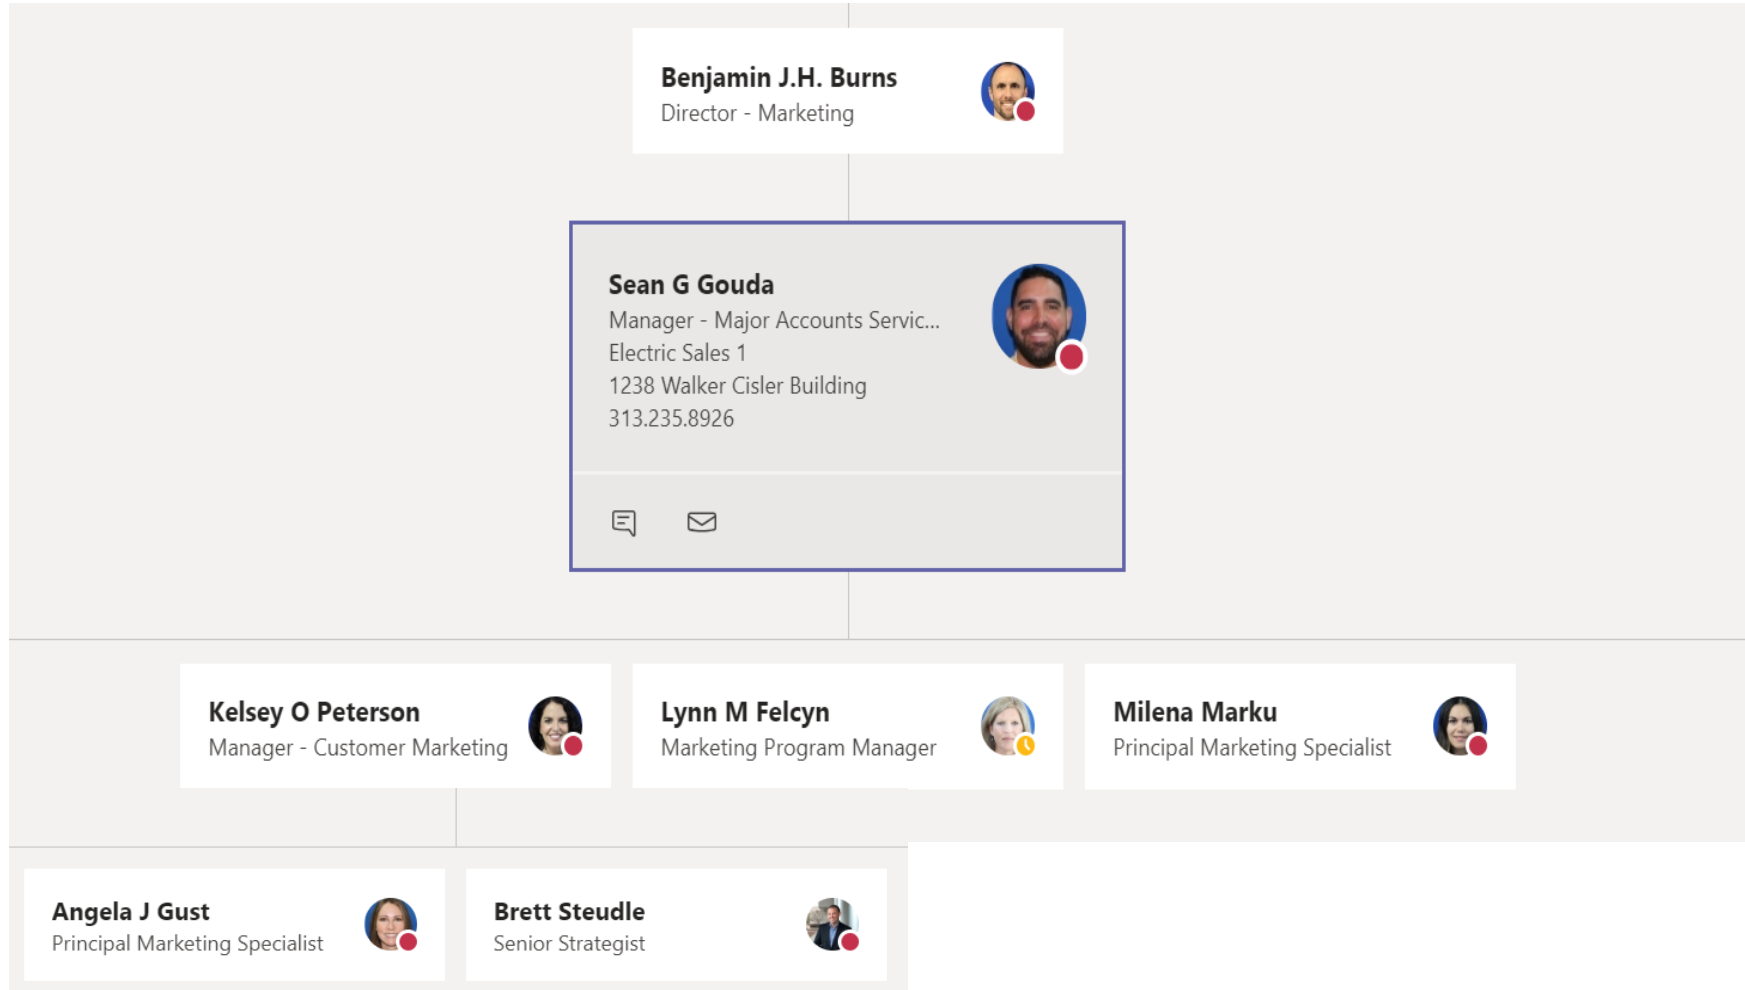 Benjamin J.H. Burns
Director - Marketing
Sean G Gouda
Manager - Major Accounts Servic...
Electric Sales 1
1238 Walker Cisler Building
313.235.8926
Kelsey O Peterson
Manager - Customer Marketing
Lynn M Felcyn
Marketing Program Manager
Milena Marku
Principal Marketing Specialist
Angela J Gust
Principal Marketing Specialist
Brett Steudle
Senior Strategist